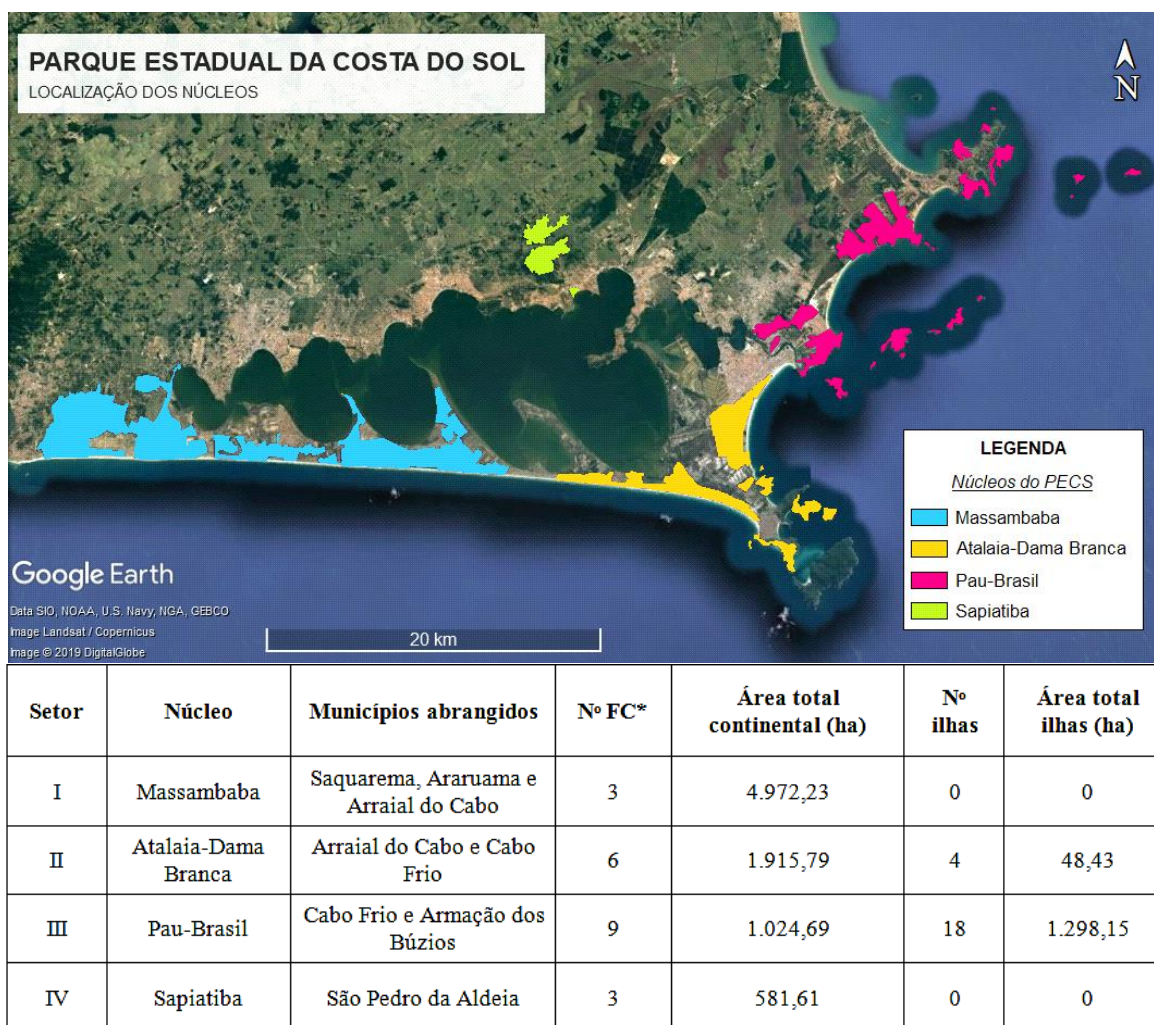 PARQUE ESTADUAL DA COSTA DO SOL
LOCALIZAÇÃO DOS NÚCLEOS
N
LEGENDA
Núcleos do PECS
Massambaba
Atalaia-Dama Branca
Pau-Brasil
Sapiatiba
Google Earth
Data SIO, NOAA, U.S. Navy, NGA, GEBCO
Image Landsat / Copernicus
Image © 2019 DigitalGlobe
20 km
Setor Núcleo Municípios abrangidos Nº FC* Área total continental (ha) Nº ilhas Área total ilhas (ha)
I Massambaba Saquarema, Araruama e Arraial do Cabo 3 4.972,23 0 0
II Atalaia-Dama Branca Arraial do Cabo e Cabo Frio 6 1.915,79 4 48,43
III Pau-Brasil Cabo Frio e Armação dos Búzios 9 1.024,69 18 1.298,15
IV Sapiatiba São Pedro da Aldeia 3 581,61 0 0